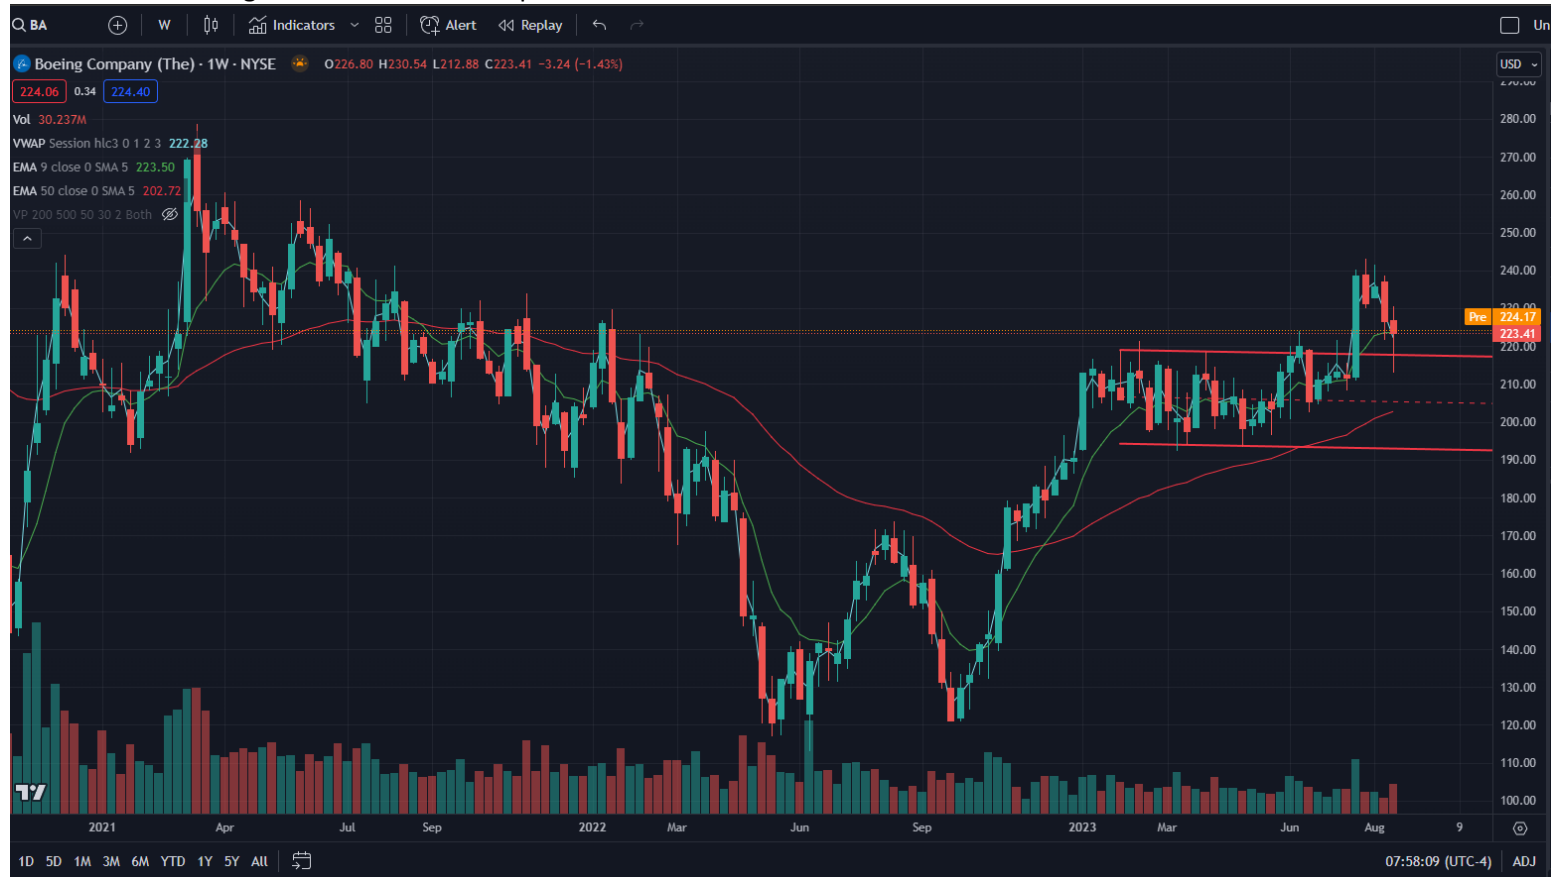 BA W Indicators Alert Replay Un
Boeing Company (The) · 1W · NYSE O226.80 H230.54 L212.88 C223.41 −3.24 (−1.43%) USD
224.06 0.34 224.40
Vol 30.237M
VWAP Session hlc3 0 1 2 3 222.28
EMA 9 close 0 SMA 5 223.50
EMA 50 close 0 SMA 5 202.72
VP 200 500 50 30 2 Both
280.00
270.00
260.00
250.00
240.00
230.00
Pre 224.17
223.41
220.00
210.00
200.00
190.00
180.00
170.00
160.00
150.00
140.00
130.00
120.00
110.00
100.00
2021 Apr Jul Sep 2022 Mar Jun Sep 2023 Mar Jun Aug 9
1D 5D 1M 3M 6M YTD 1Y 5Y All 07:58:09 (UTC-4) ADJ